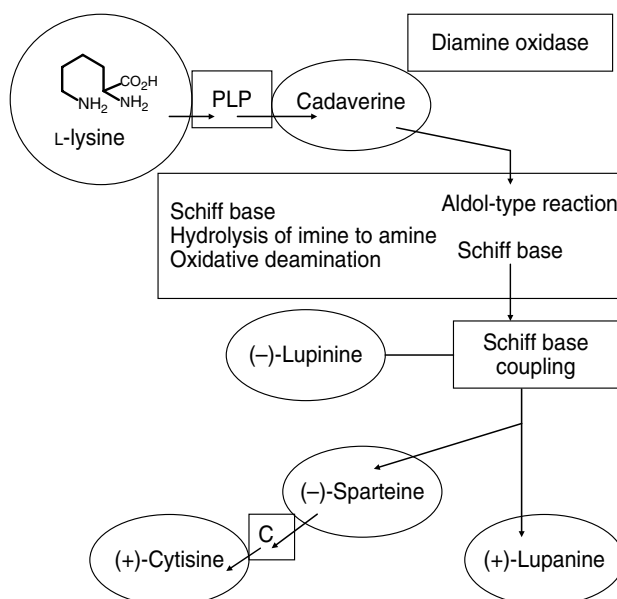 Diamine oxidase
CO₂H
NH₂
NH₂
L-lysine
PLP
Cadaverine
Schiff base
Hydrolysis of imine to amine
Oxidative deamination
Aldol-type reaction
Schiff base
(–)-Lupinine
Schiff base
coupling
(–)-Sparteine
C
(+)-Cytisine
(+)-Lupanine